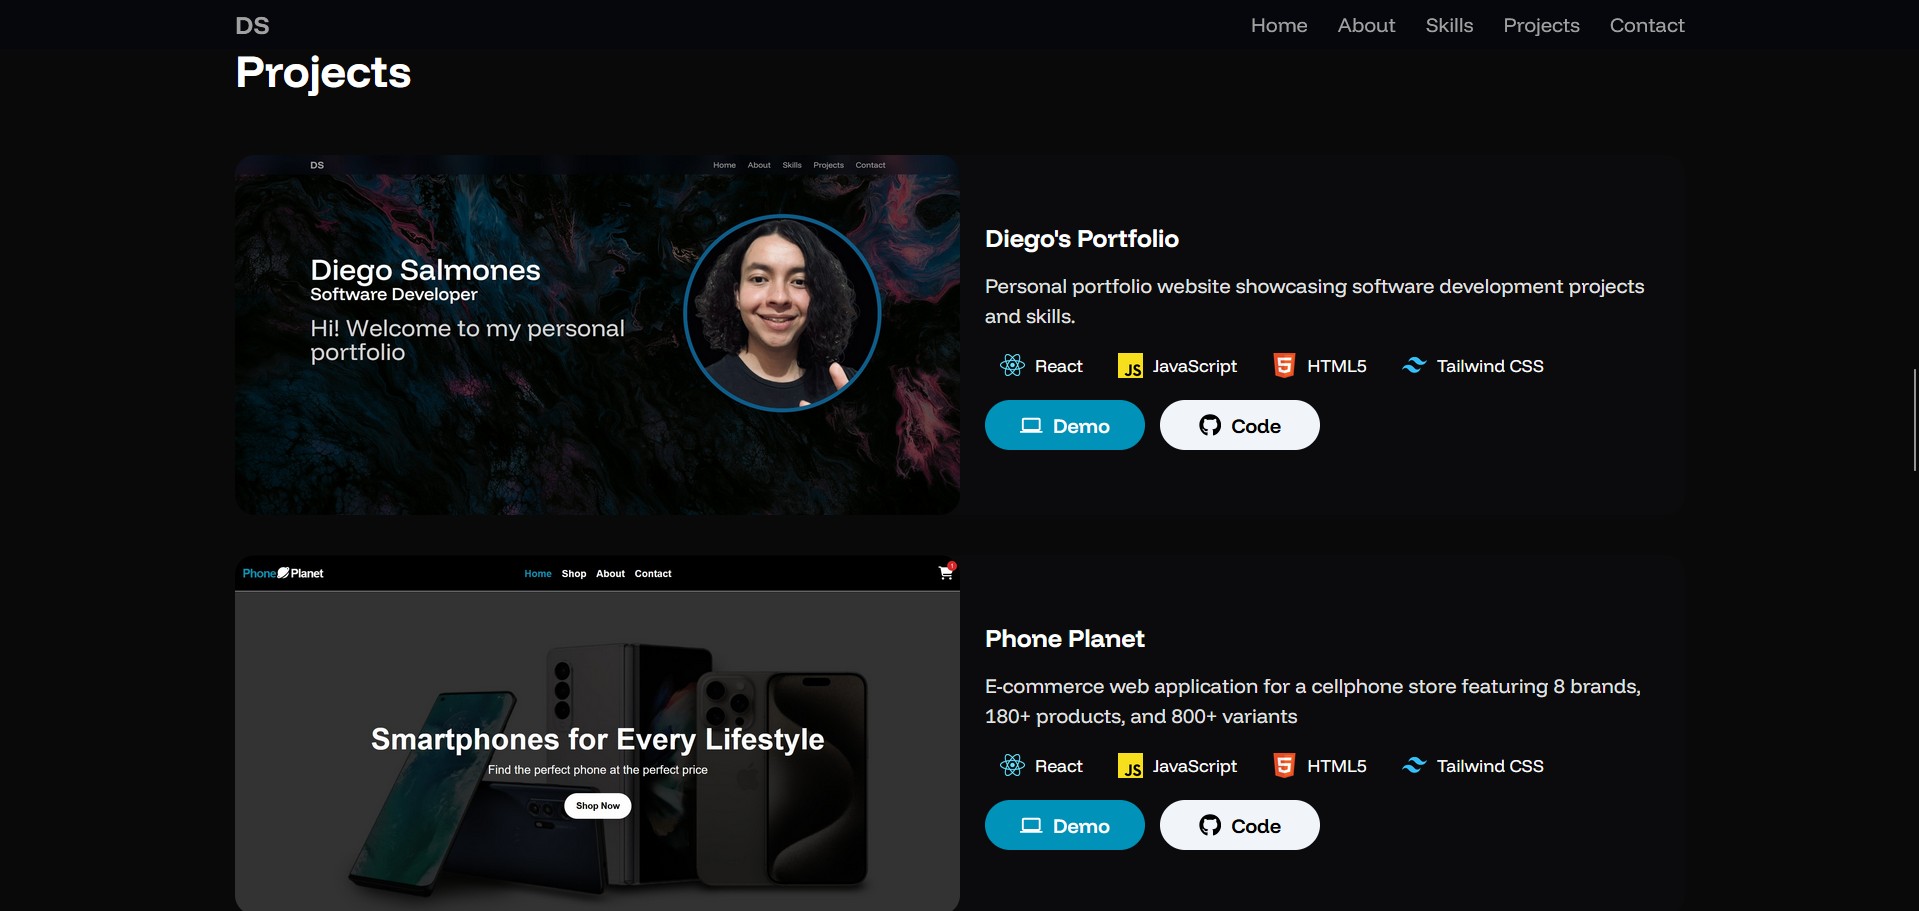 DS
Home About Skills Projects Contact
Projects
DS
Home About Skills Projects Contact
Diego Salmones
Software Developer
Hi! Welcome to my personal
portfolio
Diego's Portfolio
Personal portfolio website showcasing software development projects
and skills.
React JS JavaScript 5 HTML5 Tailwind CSS
Demo Code
Phone Planet
Home Shop About Contact
1
Smartphones for Every Lifestyle
Find the perfect phone at the perfect price
Shop Now
Phone Planet
E-commerce web application for a cellphone store featuring 8 brands,
180+ products, and 800+ variants
React JS JavaScript 5 HTML5 Tailwind CSS
Demo Code